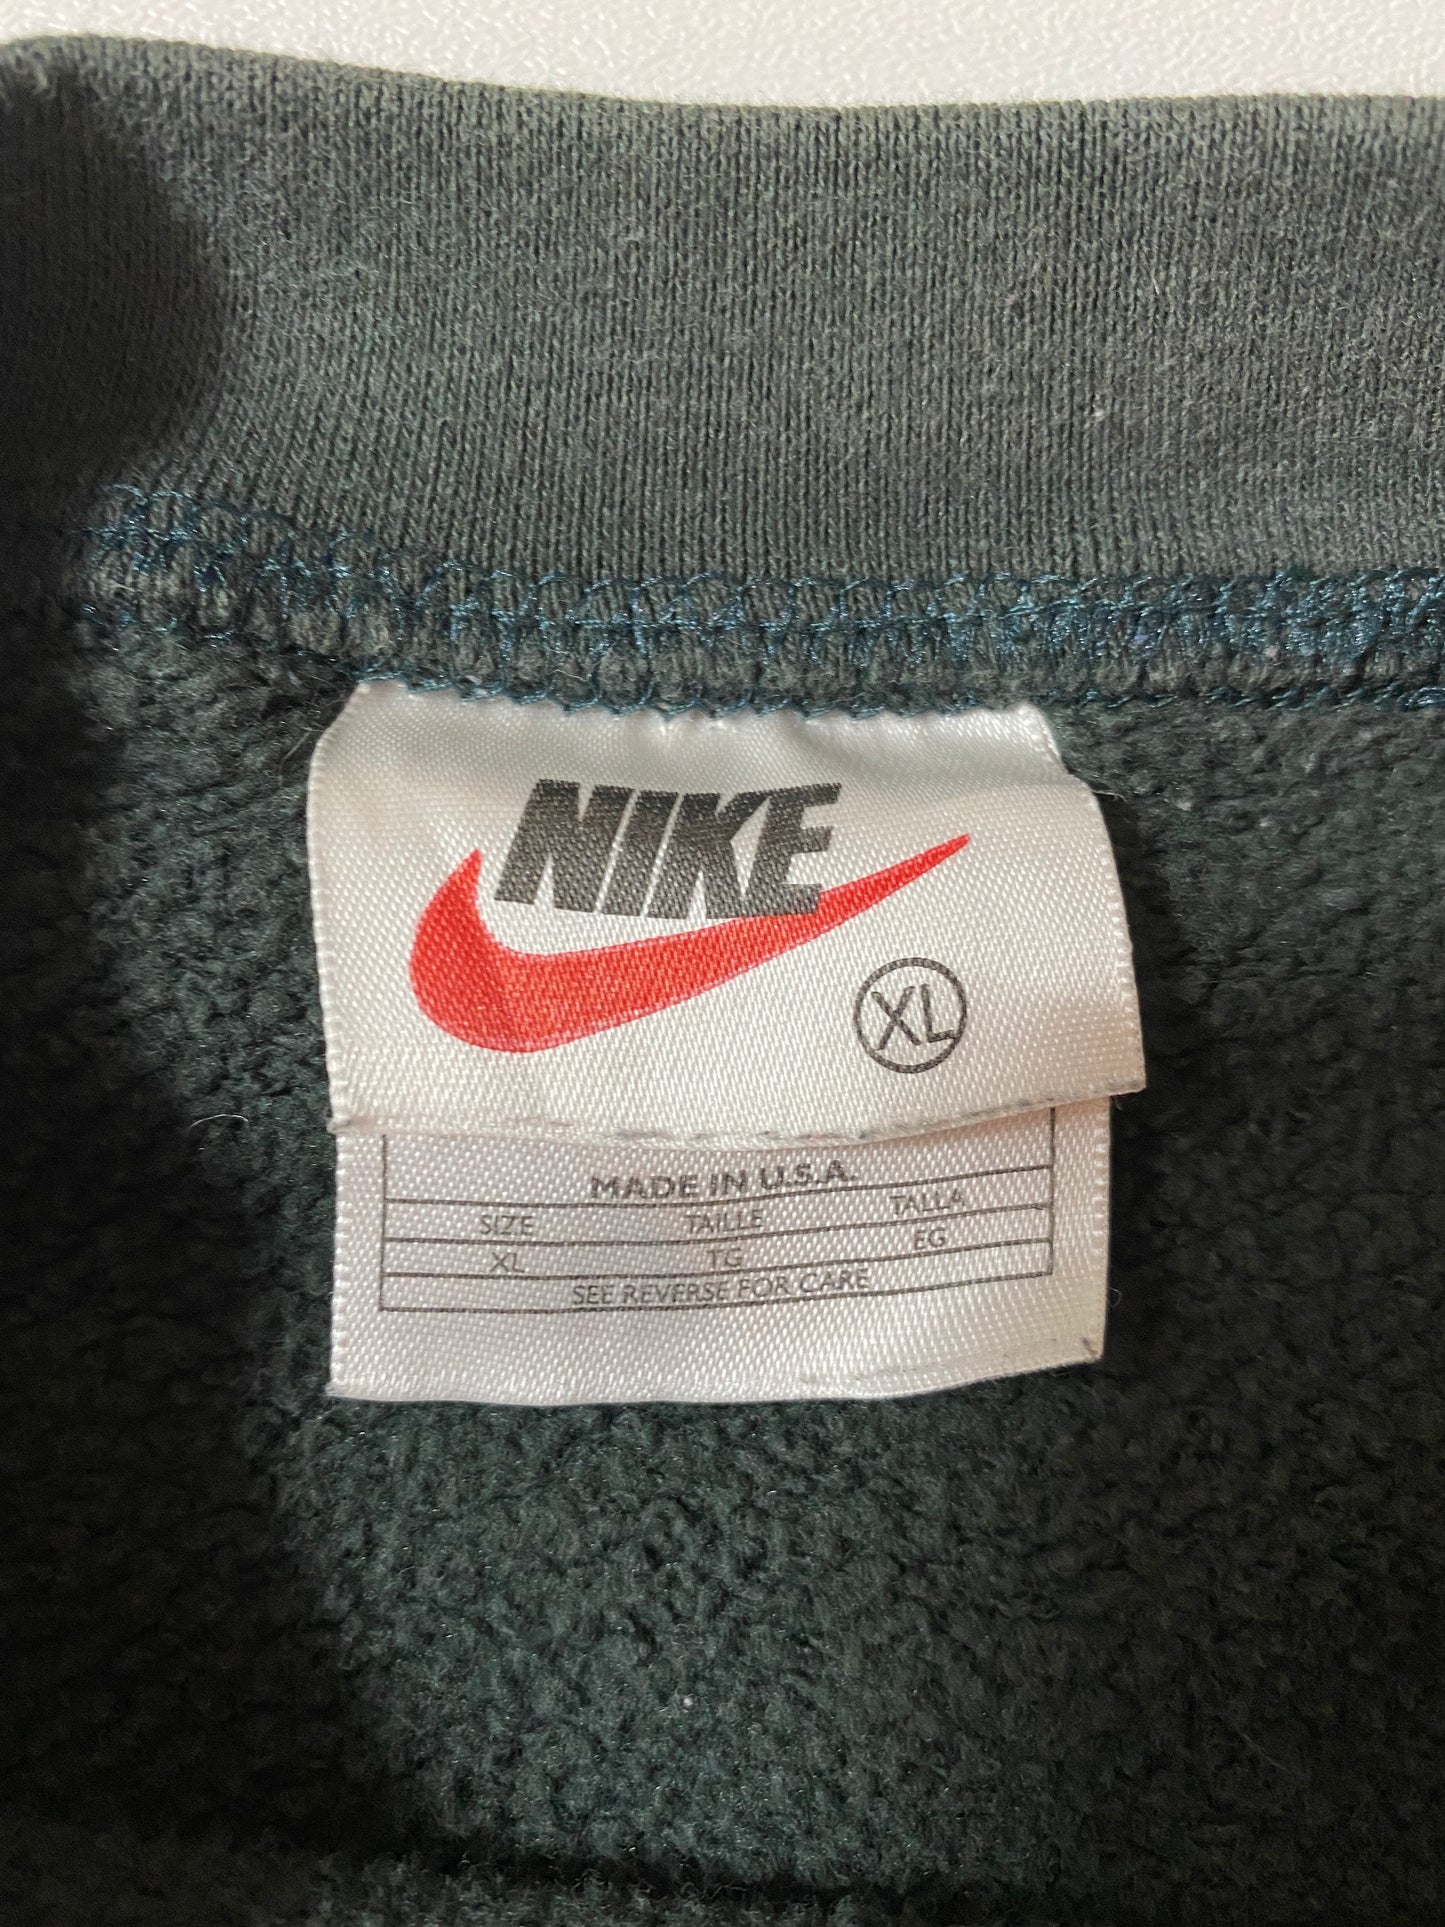 NIKE
XL
MADE IN U.S.A.
SIZE TAILLE TALLA
XL TG EG
SEE REVERSE FOR CARE